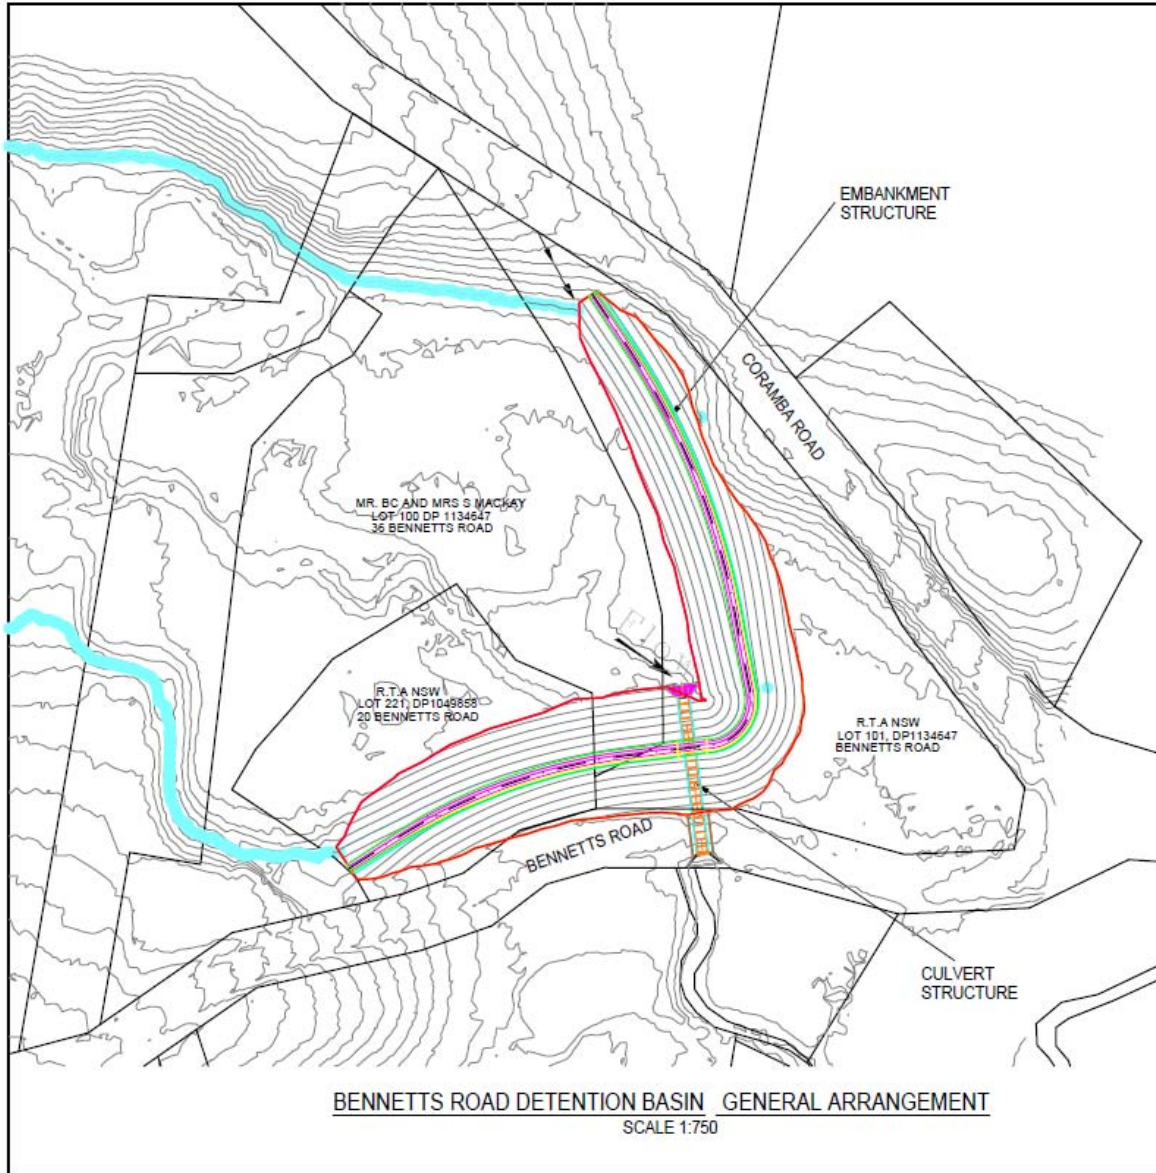 EMBANKMENT
STRUCTURE
CORAMBA ROAD
MR. BC AND MRS S MACKAY
LOT 100 DP 1134647
36 BENNETTS ROAD
FLOW
R.T.A NSW
LOT 221, DP1049858
20 BENNETTS ROAD
R.T.A NSW
LOT 101, DP1134647
BENNETTS ROAD
BENNETTS ROAD
CULVERT
STRUCTURE
BENNETTS ROAD DETENTION BASIN GENERAL ARRANGEMENT
SCALE 1:750